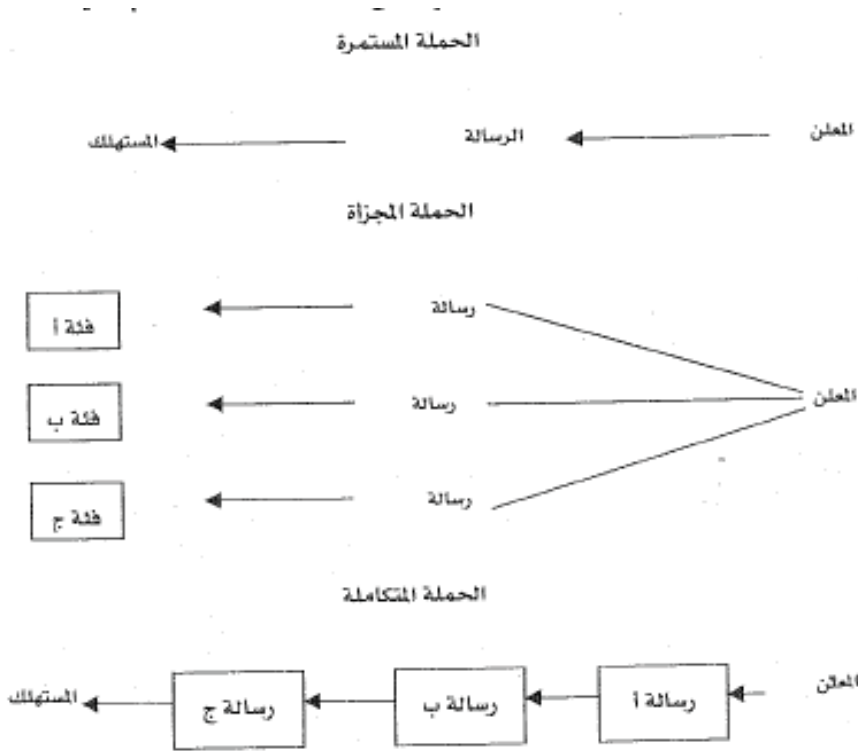 الحملة المستمرة
المعلن الرسالة المستهلك
الحملة المجزأة
رسالة فئة أ
المعلن رسالة فئة ب
رسالة فئة ج
الحملة المتكاملة
المعلن رسالة أ رسالة ب رسالة ج المستهلك